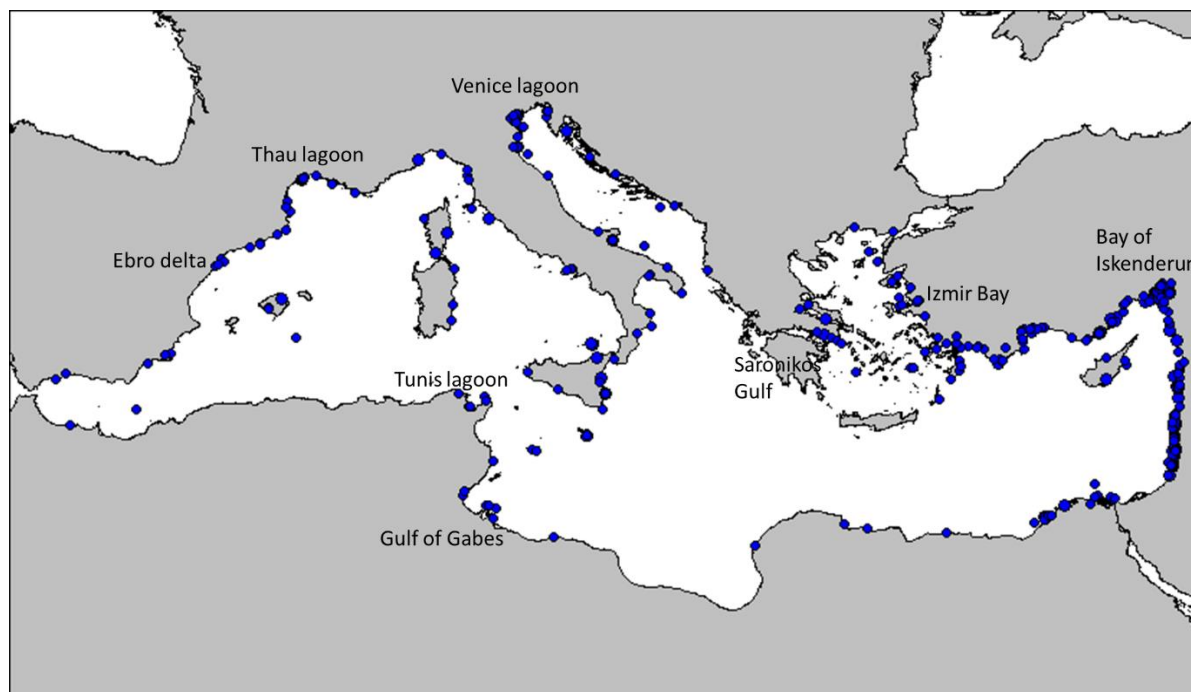 Venice lagoon
Thau lagoon
Ebro delta
Bay of
Iskenderun
Izmir Bay
Saronikos
Gulf
Tunis lagoon
Gulf of Gabes